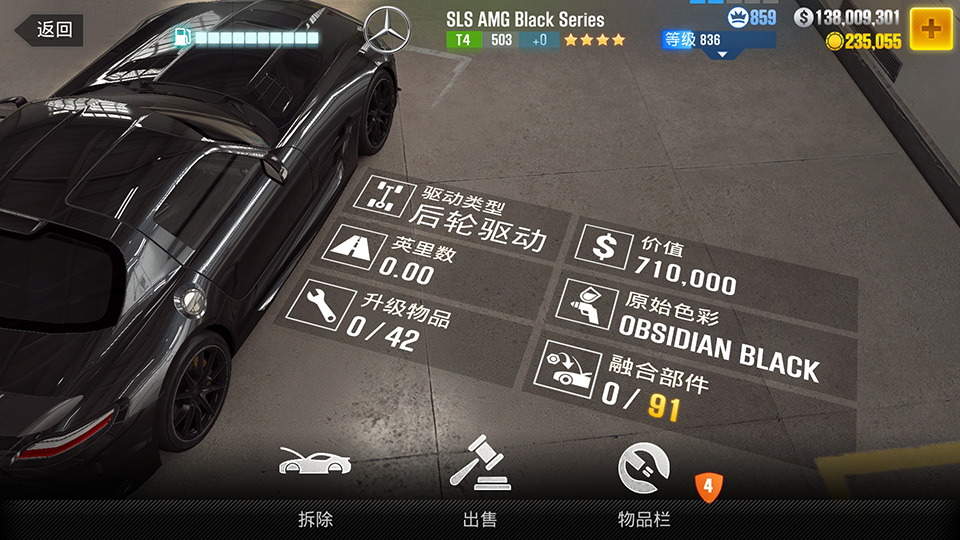 返回
SLS AMG Black Series
T4 503 +0
859
$ 138,009,301
等级 836
235,055
驱动类型
后轮驱动
英里数
0.00
升级物品
0/42
$ 价值
710,000
原始色彩
OBSIDIAN BLACK
融合部件
0/91
拆除
出售
物品栏
4